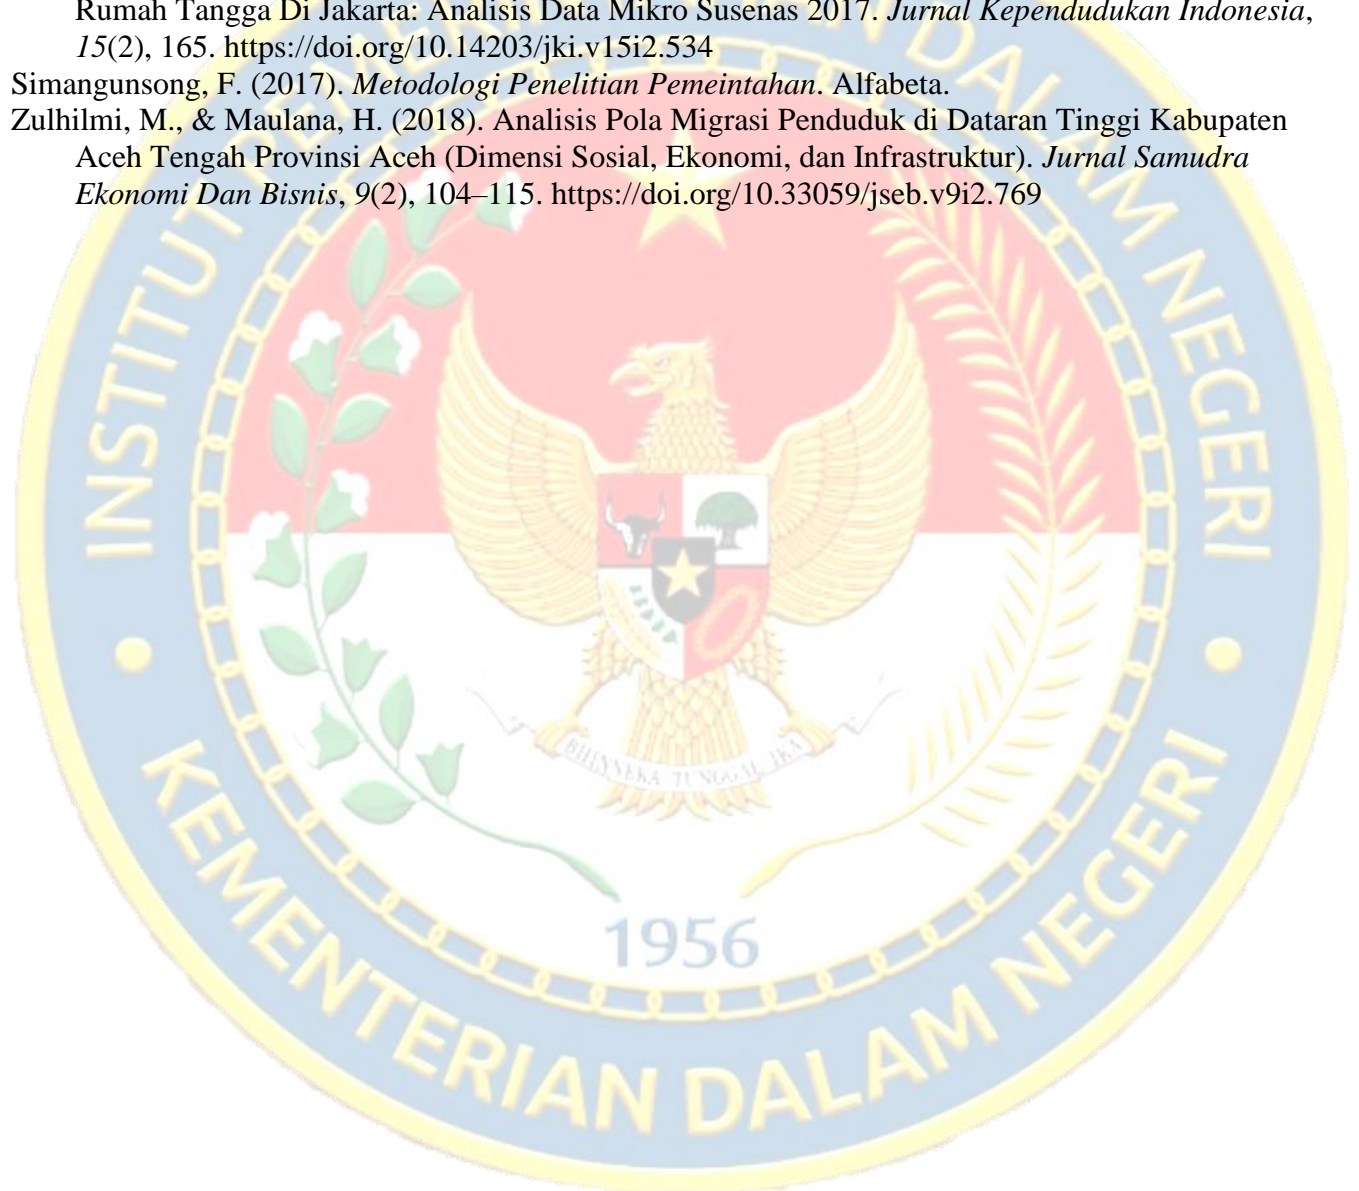 Rumah Tangga Di Jakarta: Analisis Data Mikro Susenas 2017. Jurnal Kependudukan Indonesia,
15(2), 165. https://doi.org/10.14203/jki.v15i2.534
Simangunsong, F. (2017). Metodologi Penelitian Pemeintahan. Alfabeta.
Zulhilmi, M., & Maulana, H. (2018). Analisis Pola Migrasi Penduduk di Dataran Tinggi Kabupaten
Aceh Tengah Provinsi Aceh (Dimensi Sosial, Ekonomi, dan Infrastruktur). Jurnal Samudra
Ekonomi Dan Bisnis, 9(2), 104–115. https://doi.org/10.33059/jseb.v9i2.769
INSTITUT DALAM NEGERI
BHINNEKA TUNGGAL IKA
1956
KEMENTERIAN DALAM NEGERI